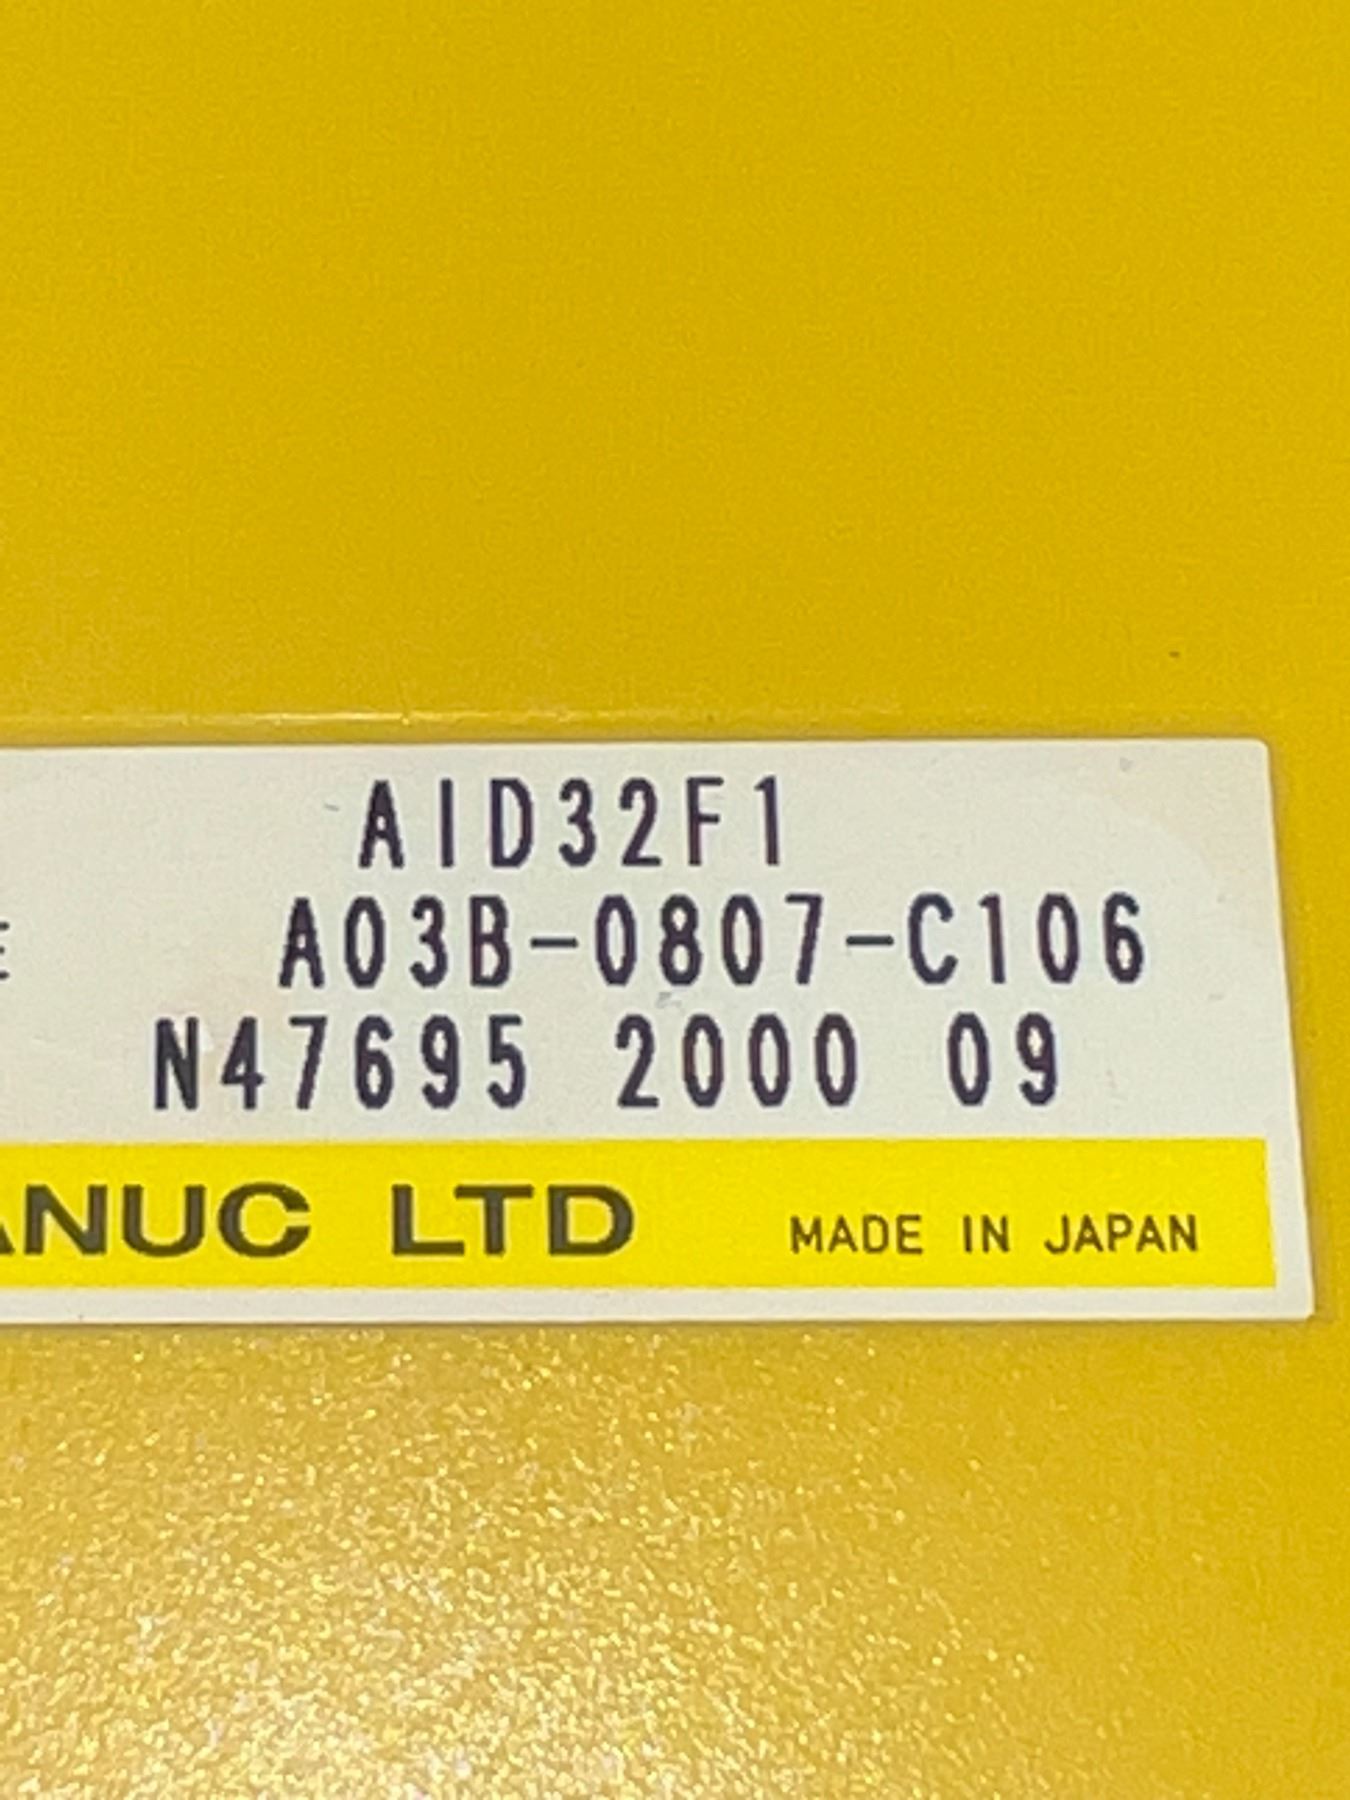 AID32F1
E A03B-0807-C106
N47695 2000 09
ANUC LTD MADE IN JAPAN